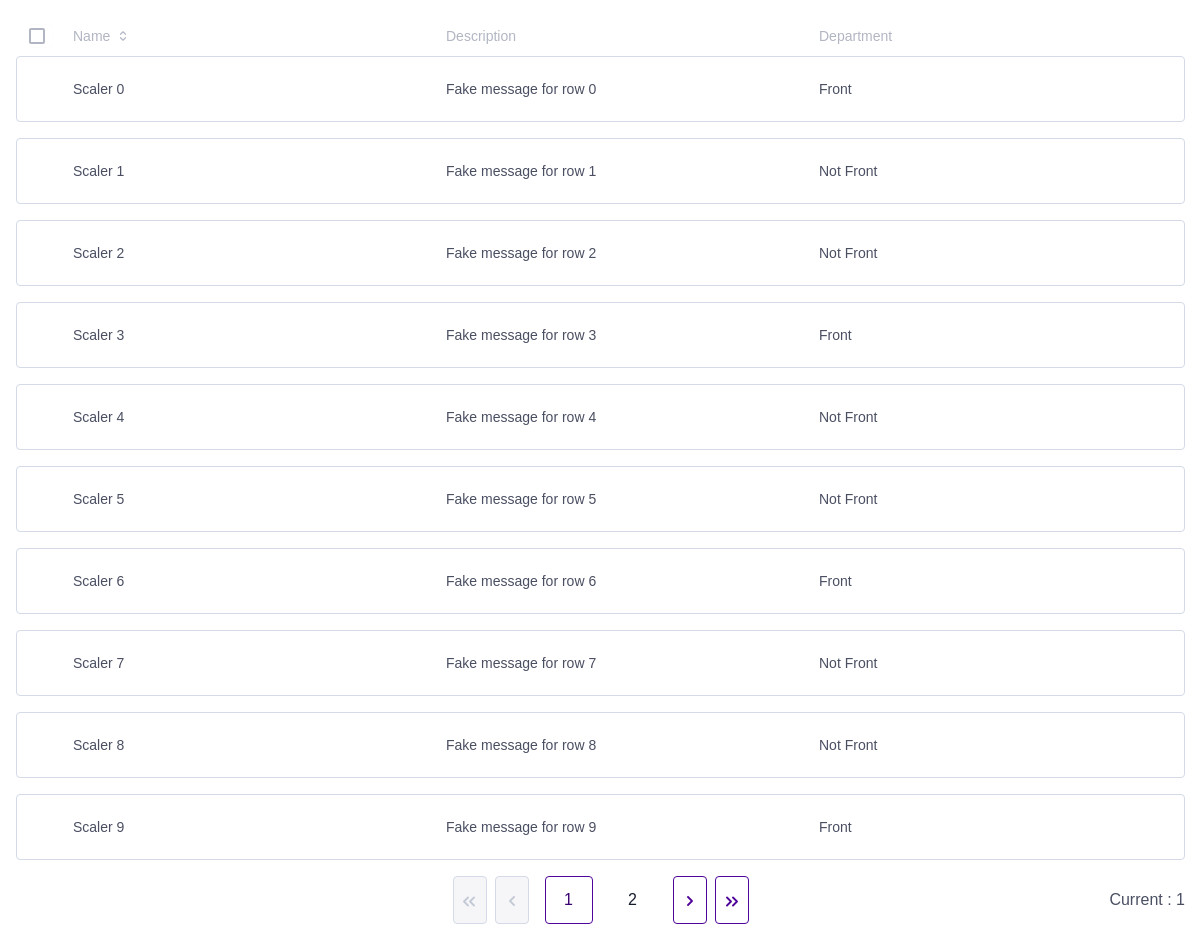 Name Description Department
Scaler 0 Fake message for row 0 Front
Scaler 1 Fake message for row 1 Not Front
Scaler 2 Fake message for row 2 Not Front
Scaler 3 Fake message for row 3 Front
Scaler 4 Fake message for row 4 Not Front
Scaler 5 Fake message for row 5 Not Front
Scaler 6 Fake message for row 6 Front
Scaler 7 Fake message for row 7 Not Front
Scaler 8 Fake message for row 8 Not Front
Scaler 9 Fake message for row 9 Front
1 2 Current : 1